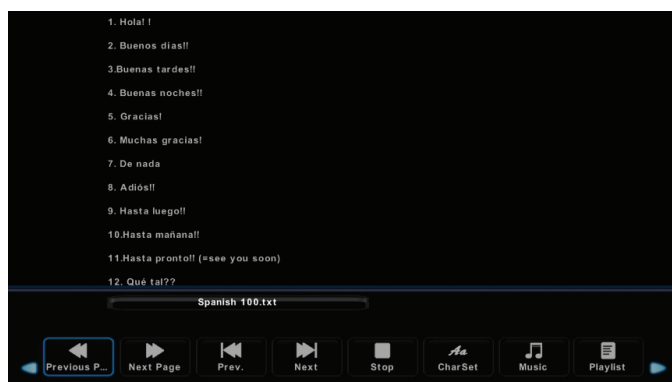 1. Hola! !
2. Buenos dias!!
3.Buenas tardes!!
4. Buenas noches!!
5. Gracias!
6. Muchas gracias!
7. De nada
8. Adiós!!
9. Hasta luego!!
10.Hasta mañana!!
11.Hasta pronto!! (=see you soon)
12. Qué tal??
Spanish 100.txt
Previous P... Next Page Prev. Next Stop Aa CharSet Music Playlist